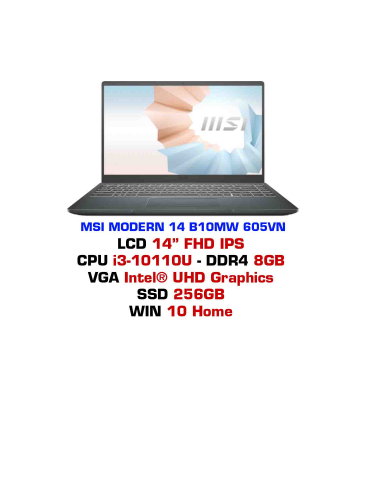 msi
MSI MODERN 14 B10MW 605VN
LCD 14" FHD IPS
CPU i3-10110U - DDR4 8GB
VGA Intel® UHD Graphics
SSD 256GB
WIN 10 Home